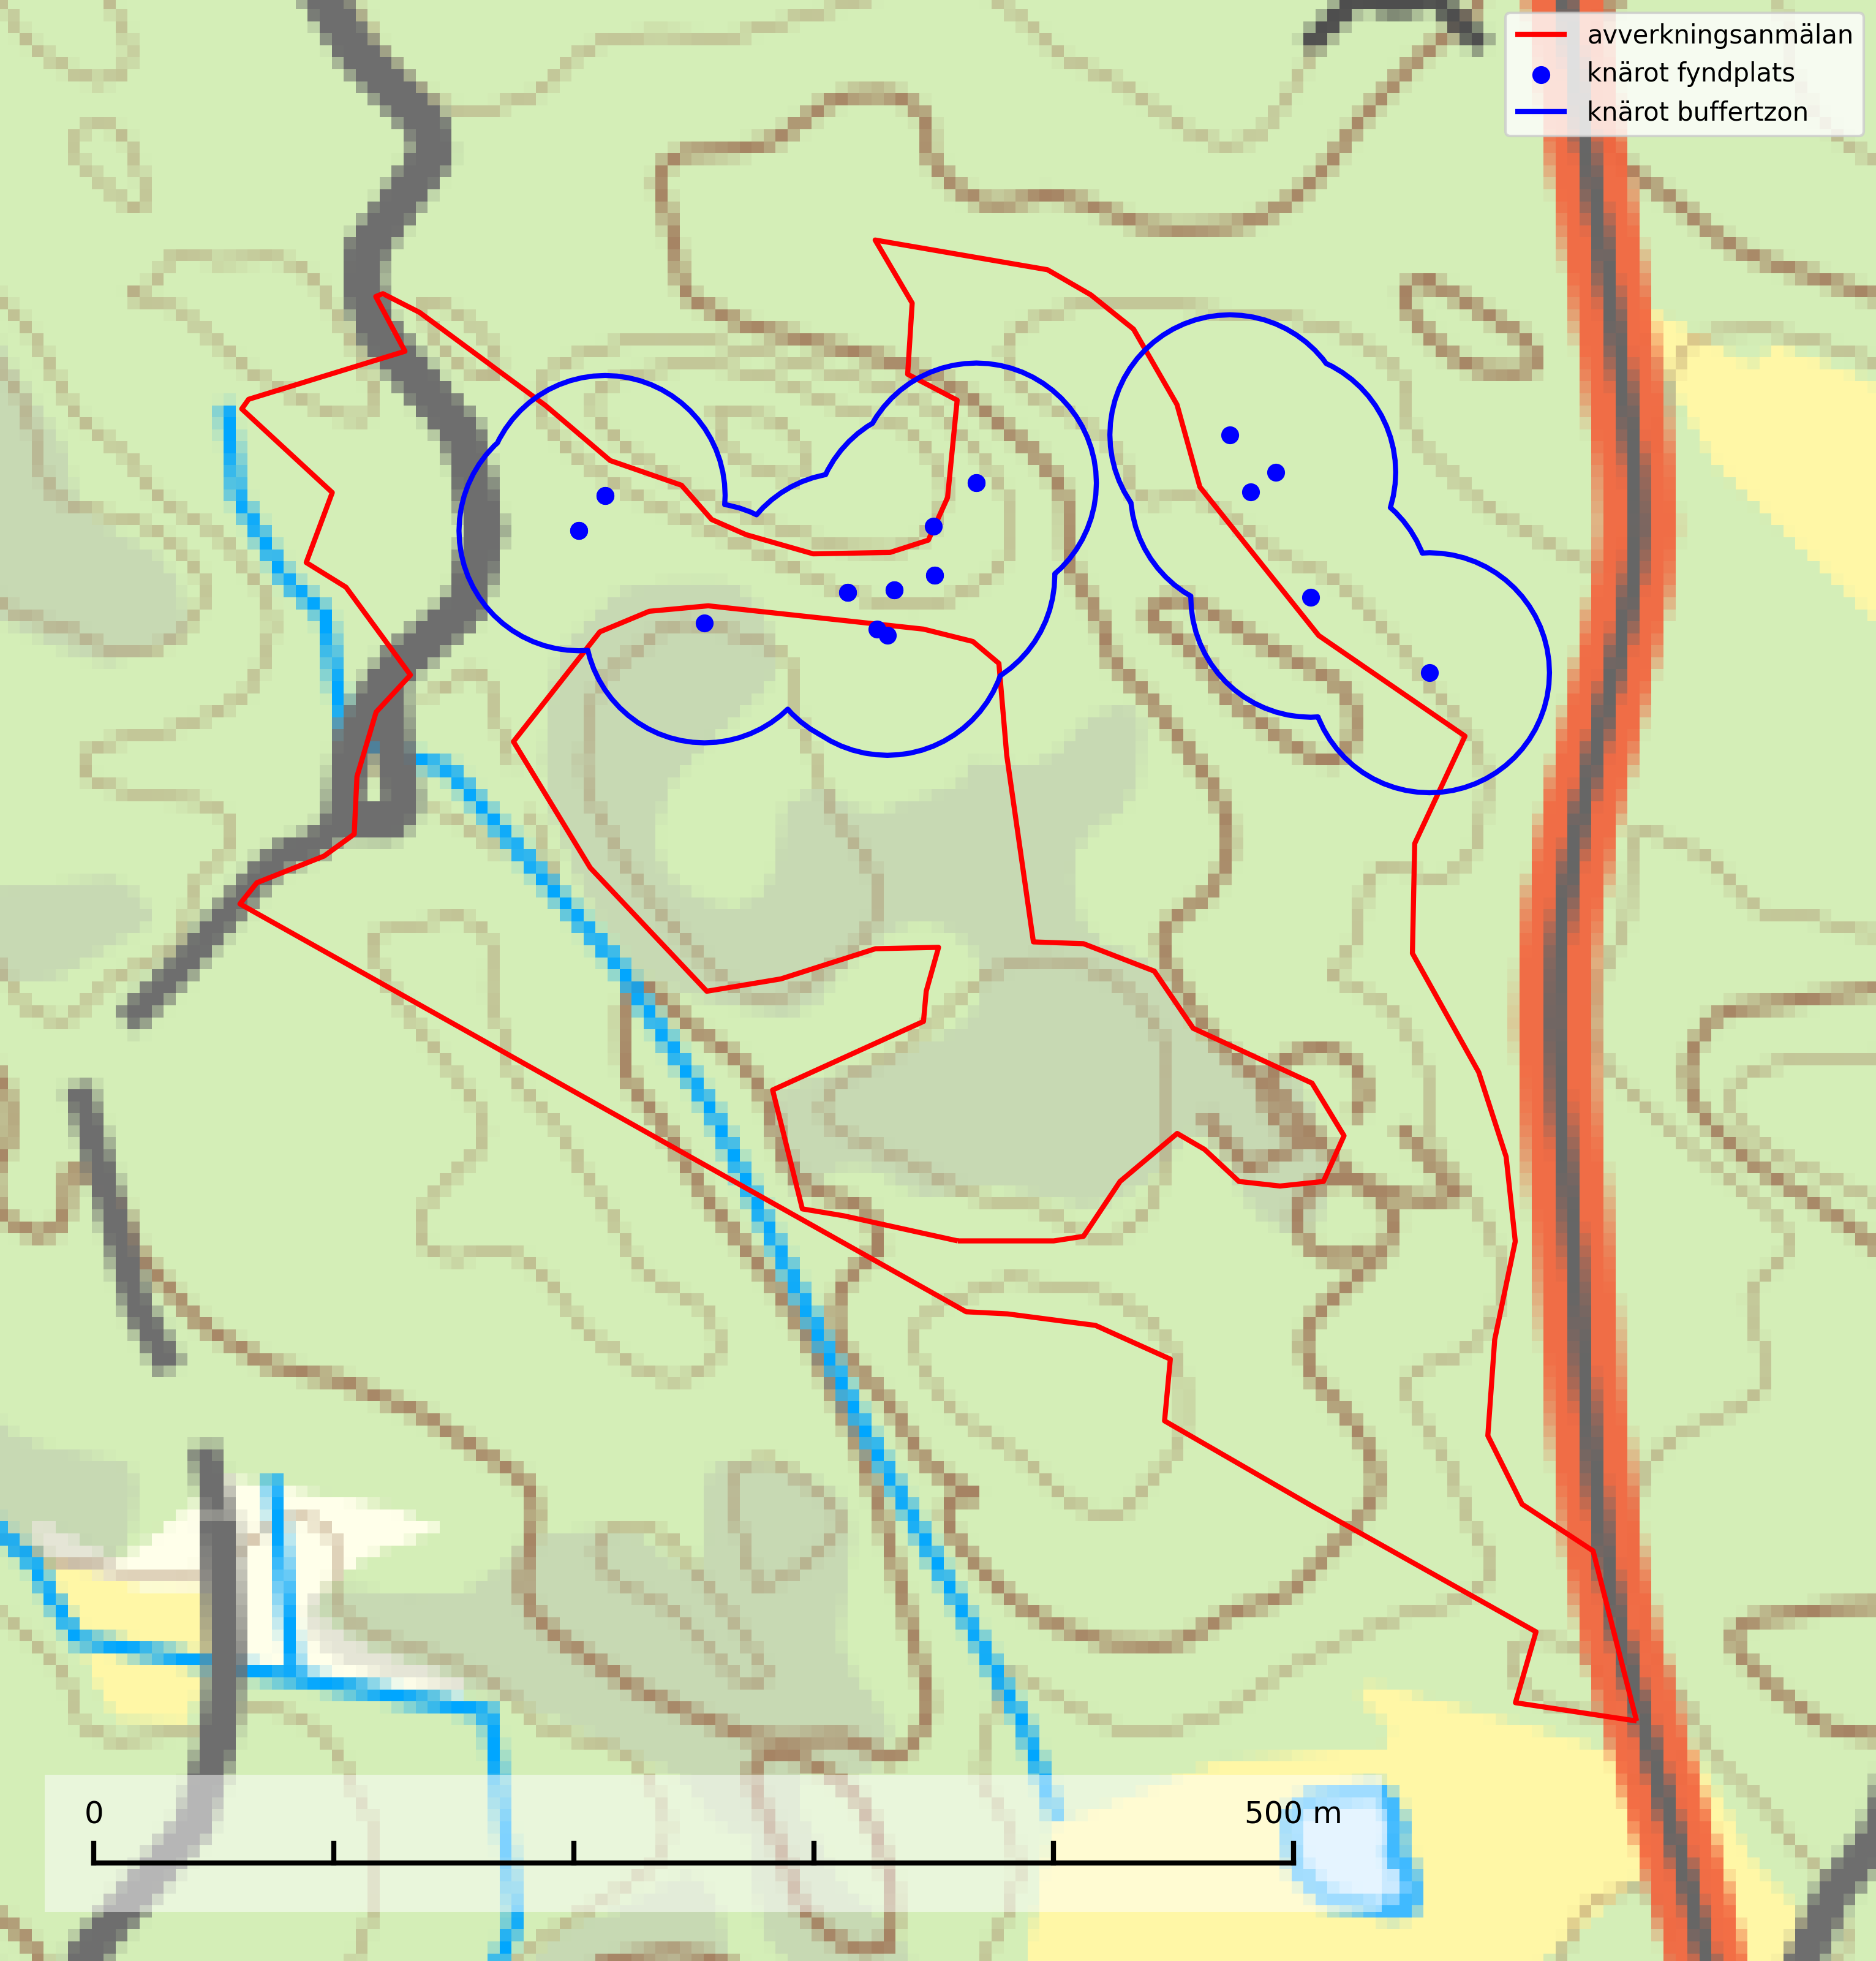 avverkningsanmälan
knärot fyndplats
knärot buffertzon
0
500 m